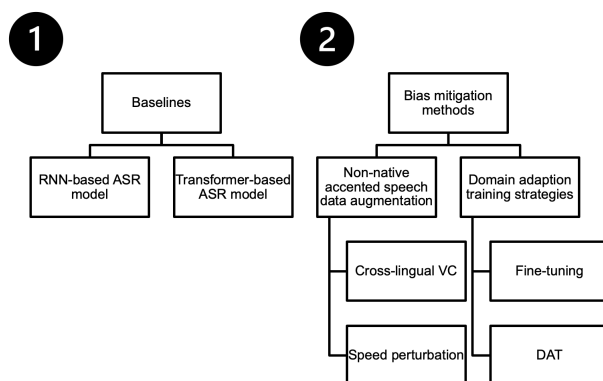 1
Baselines
RNN-based ASR
model
Transformer-based
ASR model
2
Bias mitigation
methods
Non-native
accented speech
data augmentation
Cross-lingual VC
Speed perturbation
Domain adaption
training strategies
Fine-tuning
DAT